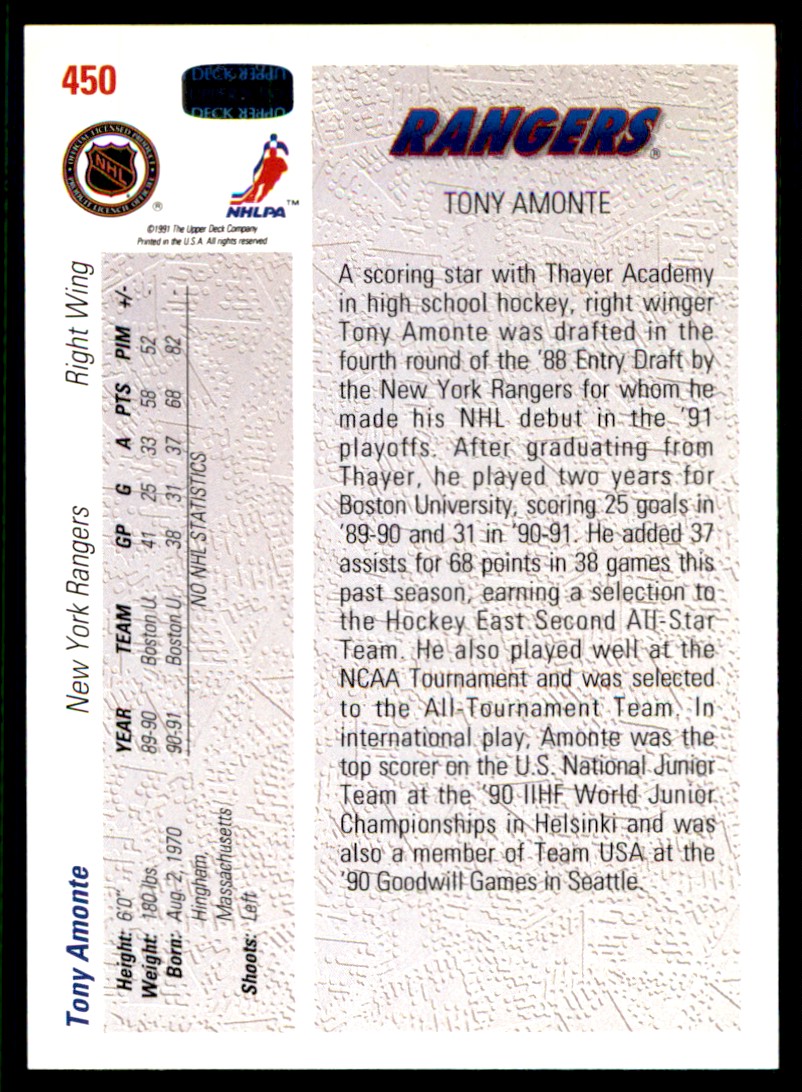 450
DECK UPPER
DECK UPPER
OFFICIAL LICENSED PRODUCT
NHL
PRODUIT LICENCIE OFFICIEL
®
NHLPA™
©1991 The Upper Deck Company
Printed in the U.S.A. All rights reserved
RANGERS®
TONY AMONTE
A scoring star with Thayer Academy
in high school hockey, right winger
Tony Amonte was drafted in the
fourth round of the '88 Entry Draft by
the New York Rangers for whom he
made his NHL debut in the '91
playoffs. After graduating from
Thayer, he played two years for
Boston University, scoring 25 goals in
'89-90 and 31 in '90-91. He added 37
assists for 68 points in 38 games this
past season, earning a selection to
the Hockey East Second All-Star
Team. He also played well at the
NCAA Tournament and was selected
to the All-Tournament Team. In
international play, Amonte was the
top scorer on the U.S. National Junior
Team at the '90 IIHF World Junior
Championships in Helsinki and was
also a member of Team USA at the
'90 Goodwill Games in Seattle.
Tony Amonte New York Rangers Right Wing
Height: 6'0"
Weight: 180 lbs.
Born: Aug. 2, 1970
Hingham,
Massachusetts
Shoots: Left
YEAR TEAM GP G A PTS PIM +/-
89-90 Boston U. 41 25 33 58 52 -
90-91 Boston U. 38 31 37 68 82 -
NO NHL STATISTICS